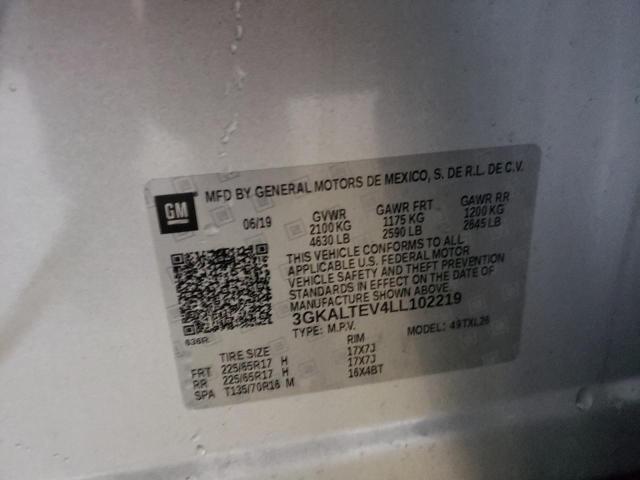 GM
MFD BY GENERAL MOTORS DE MEXICO, S. DE R.L. DE C.V.
06/19 GVWR GAWR FRT GAWR RR
2100 KG 1175 KG 1200 KG
4630 LB 2590 LB 2645 LB
THIS VEHICLE CONFORMS TO ALL
APPLICABLE U.S. FEDERAL MOTOR
VEHICLE SAFETY AND THEFT PREVENTION
STANDARDS IN EFFECT ON THE DATE OF
MANUFACTURE SHOWN ABOVE.
3GKALTEV4LL102219
TYPE: M.P.V. MODEL: 49TXL26
636R
TIRE SIZE RIM
FRT 225/65R17 H 17X7J
RR 225/65R17 H 17X7J
SPA T135/70R16 M 16X4BT